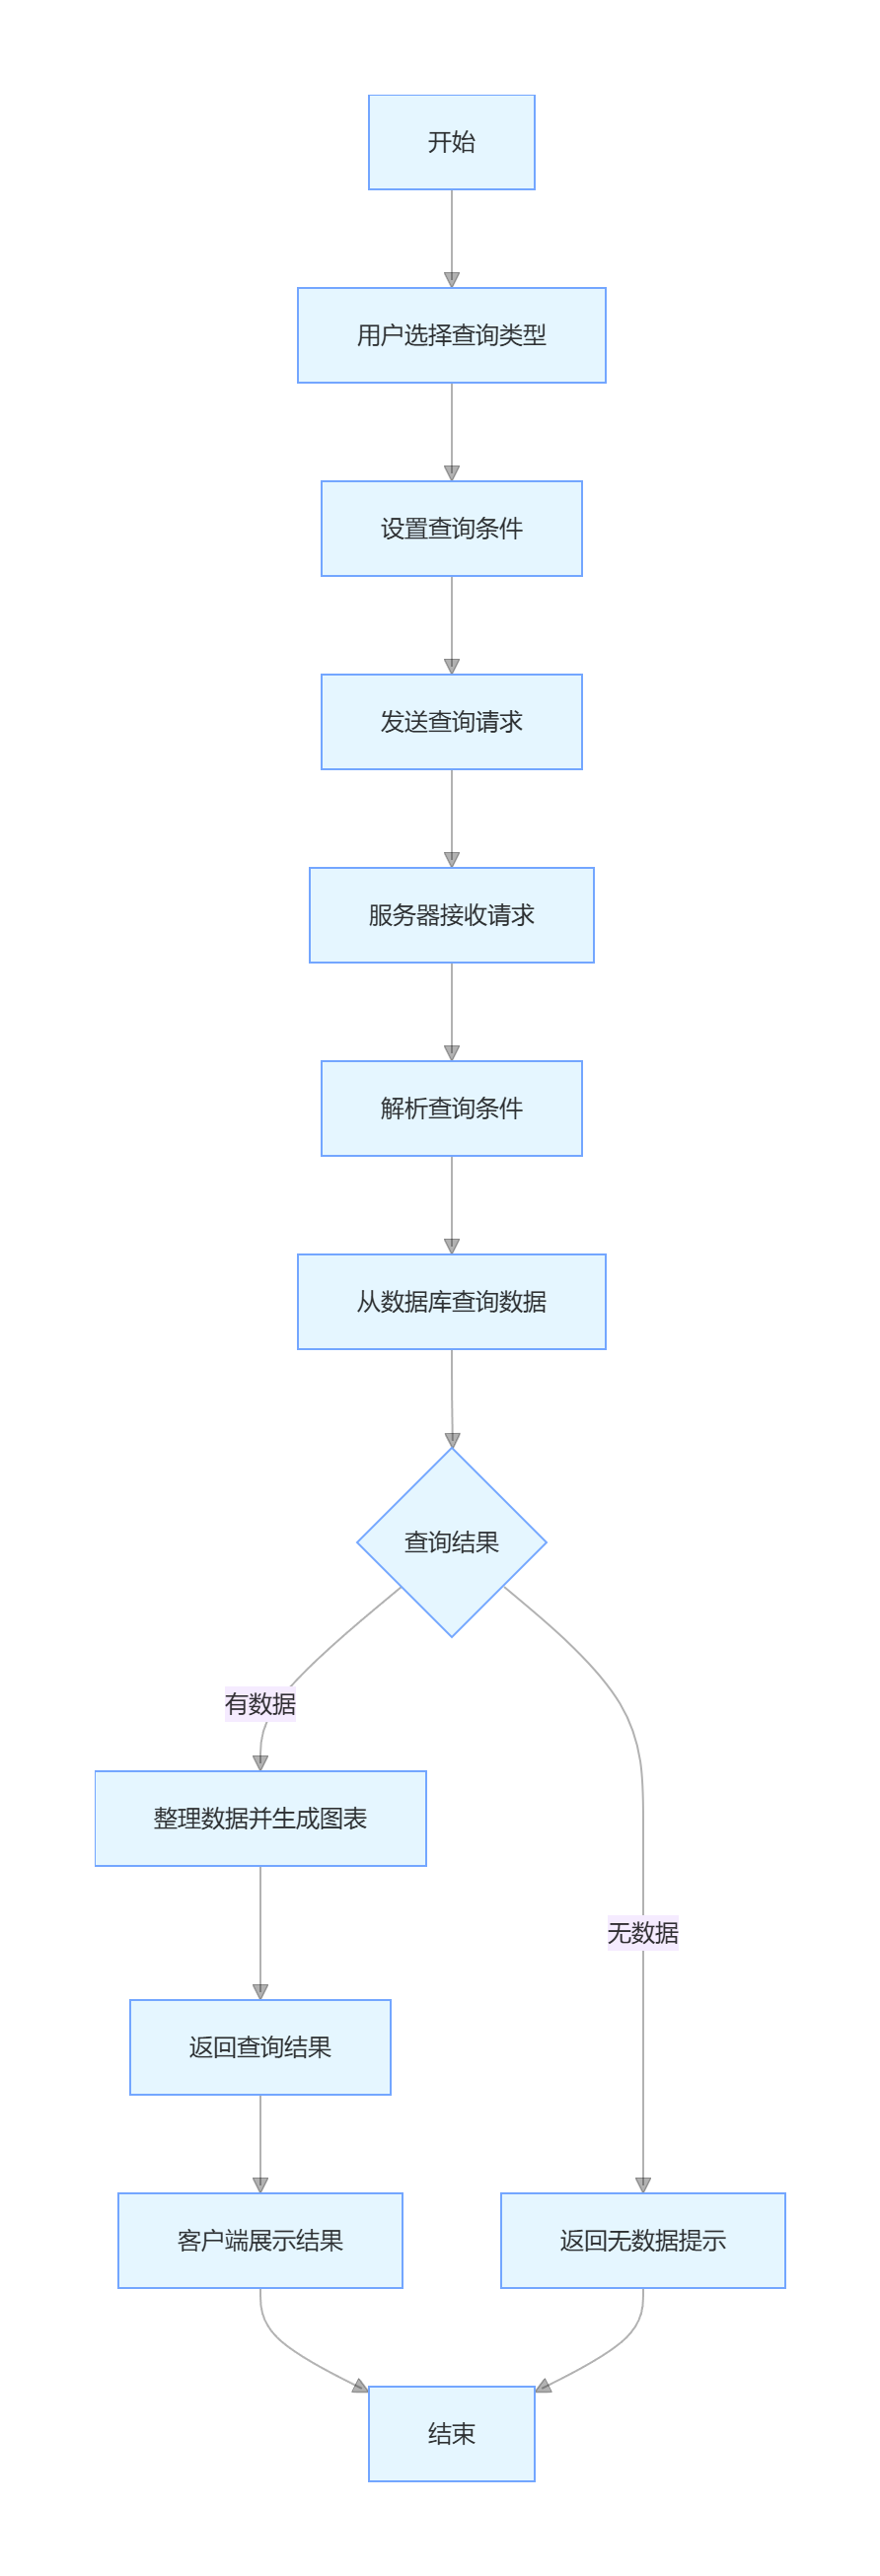 开始
用户选择查询类型
设置查询条件
发送查询请求
服务器接收请求
解析查询条件
从数据库查询数据
查询结果
有数据
整理数据并生成图表
无数据
返回查询结果
客户端展示结果
返回无数据提示
结束